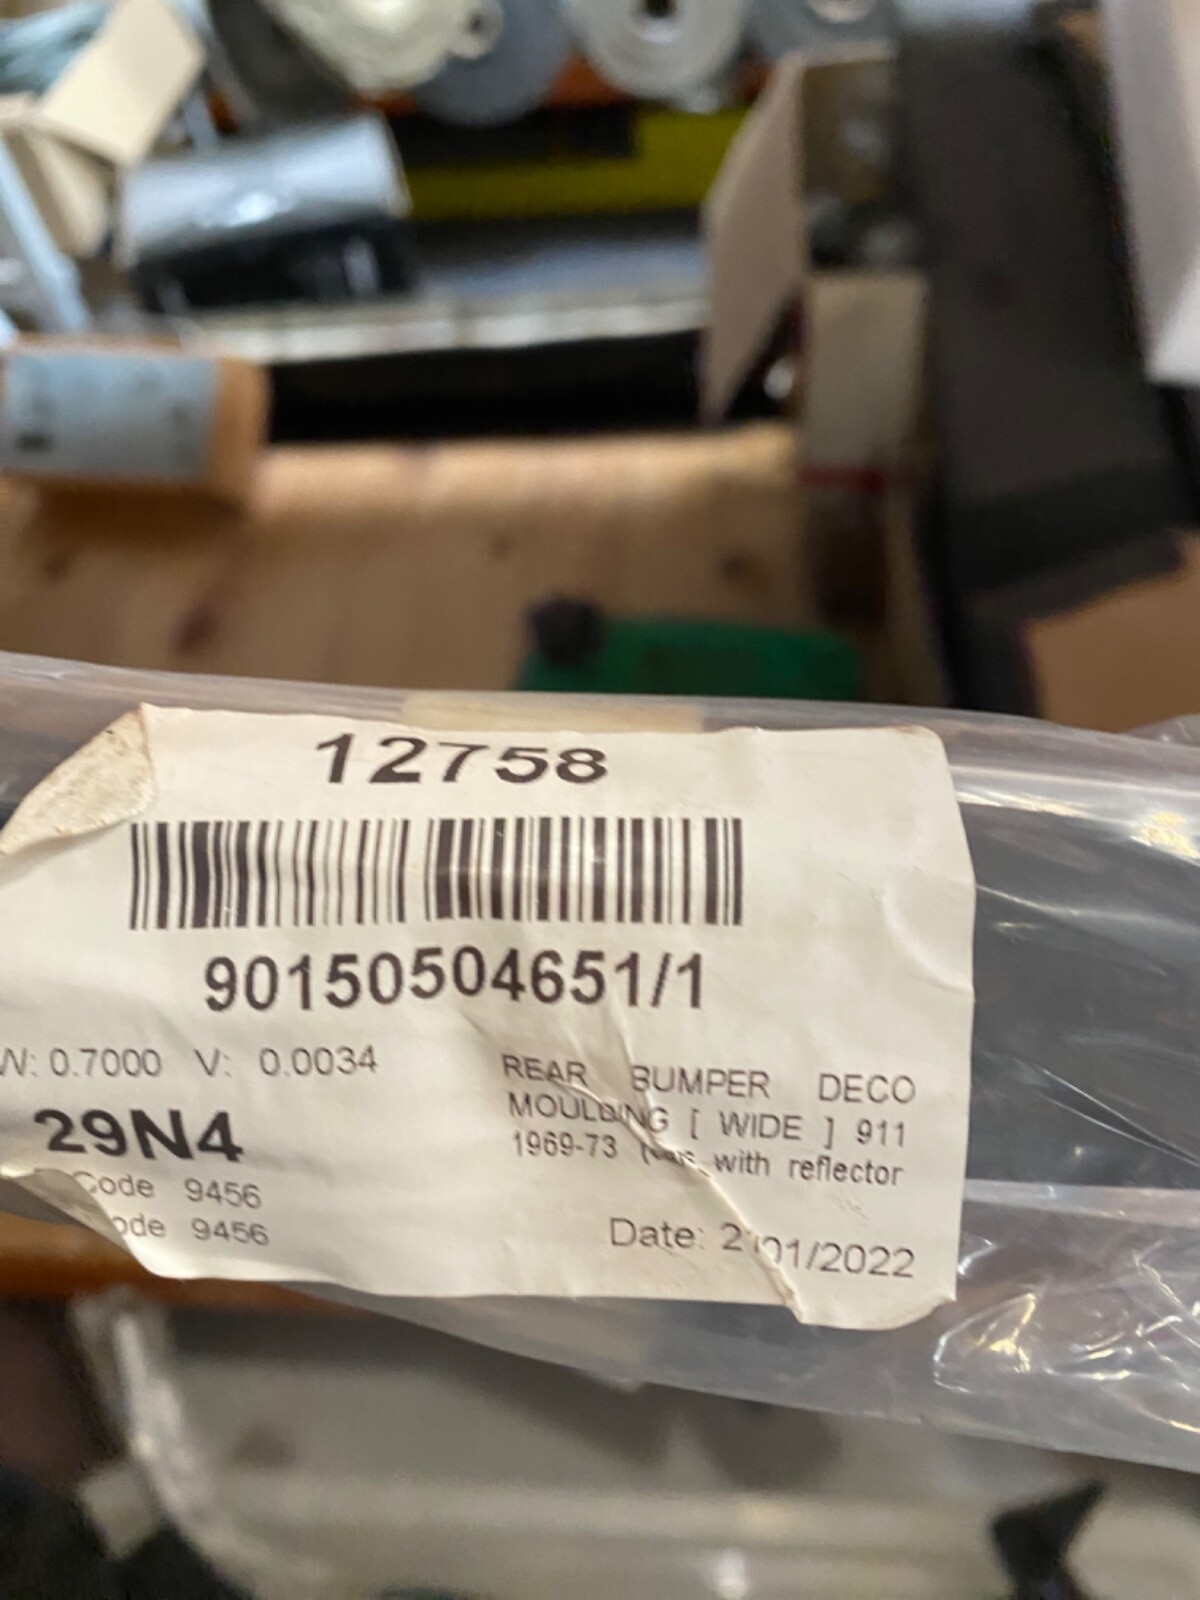 12758
90150504651/1
W: 0.7000 V: 0.0034
29N4
Code 9456
ode 9456
REAR BUMPER DECO
MOULDING [ WIDE ] 911
1969-73 with reflector
Date: 2 01/2022